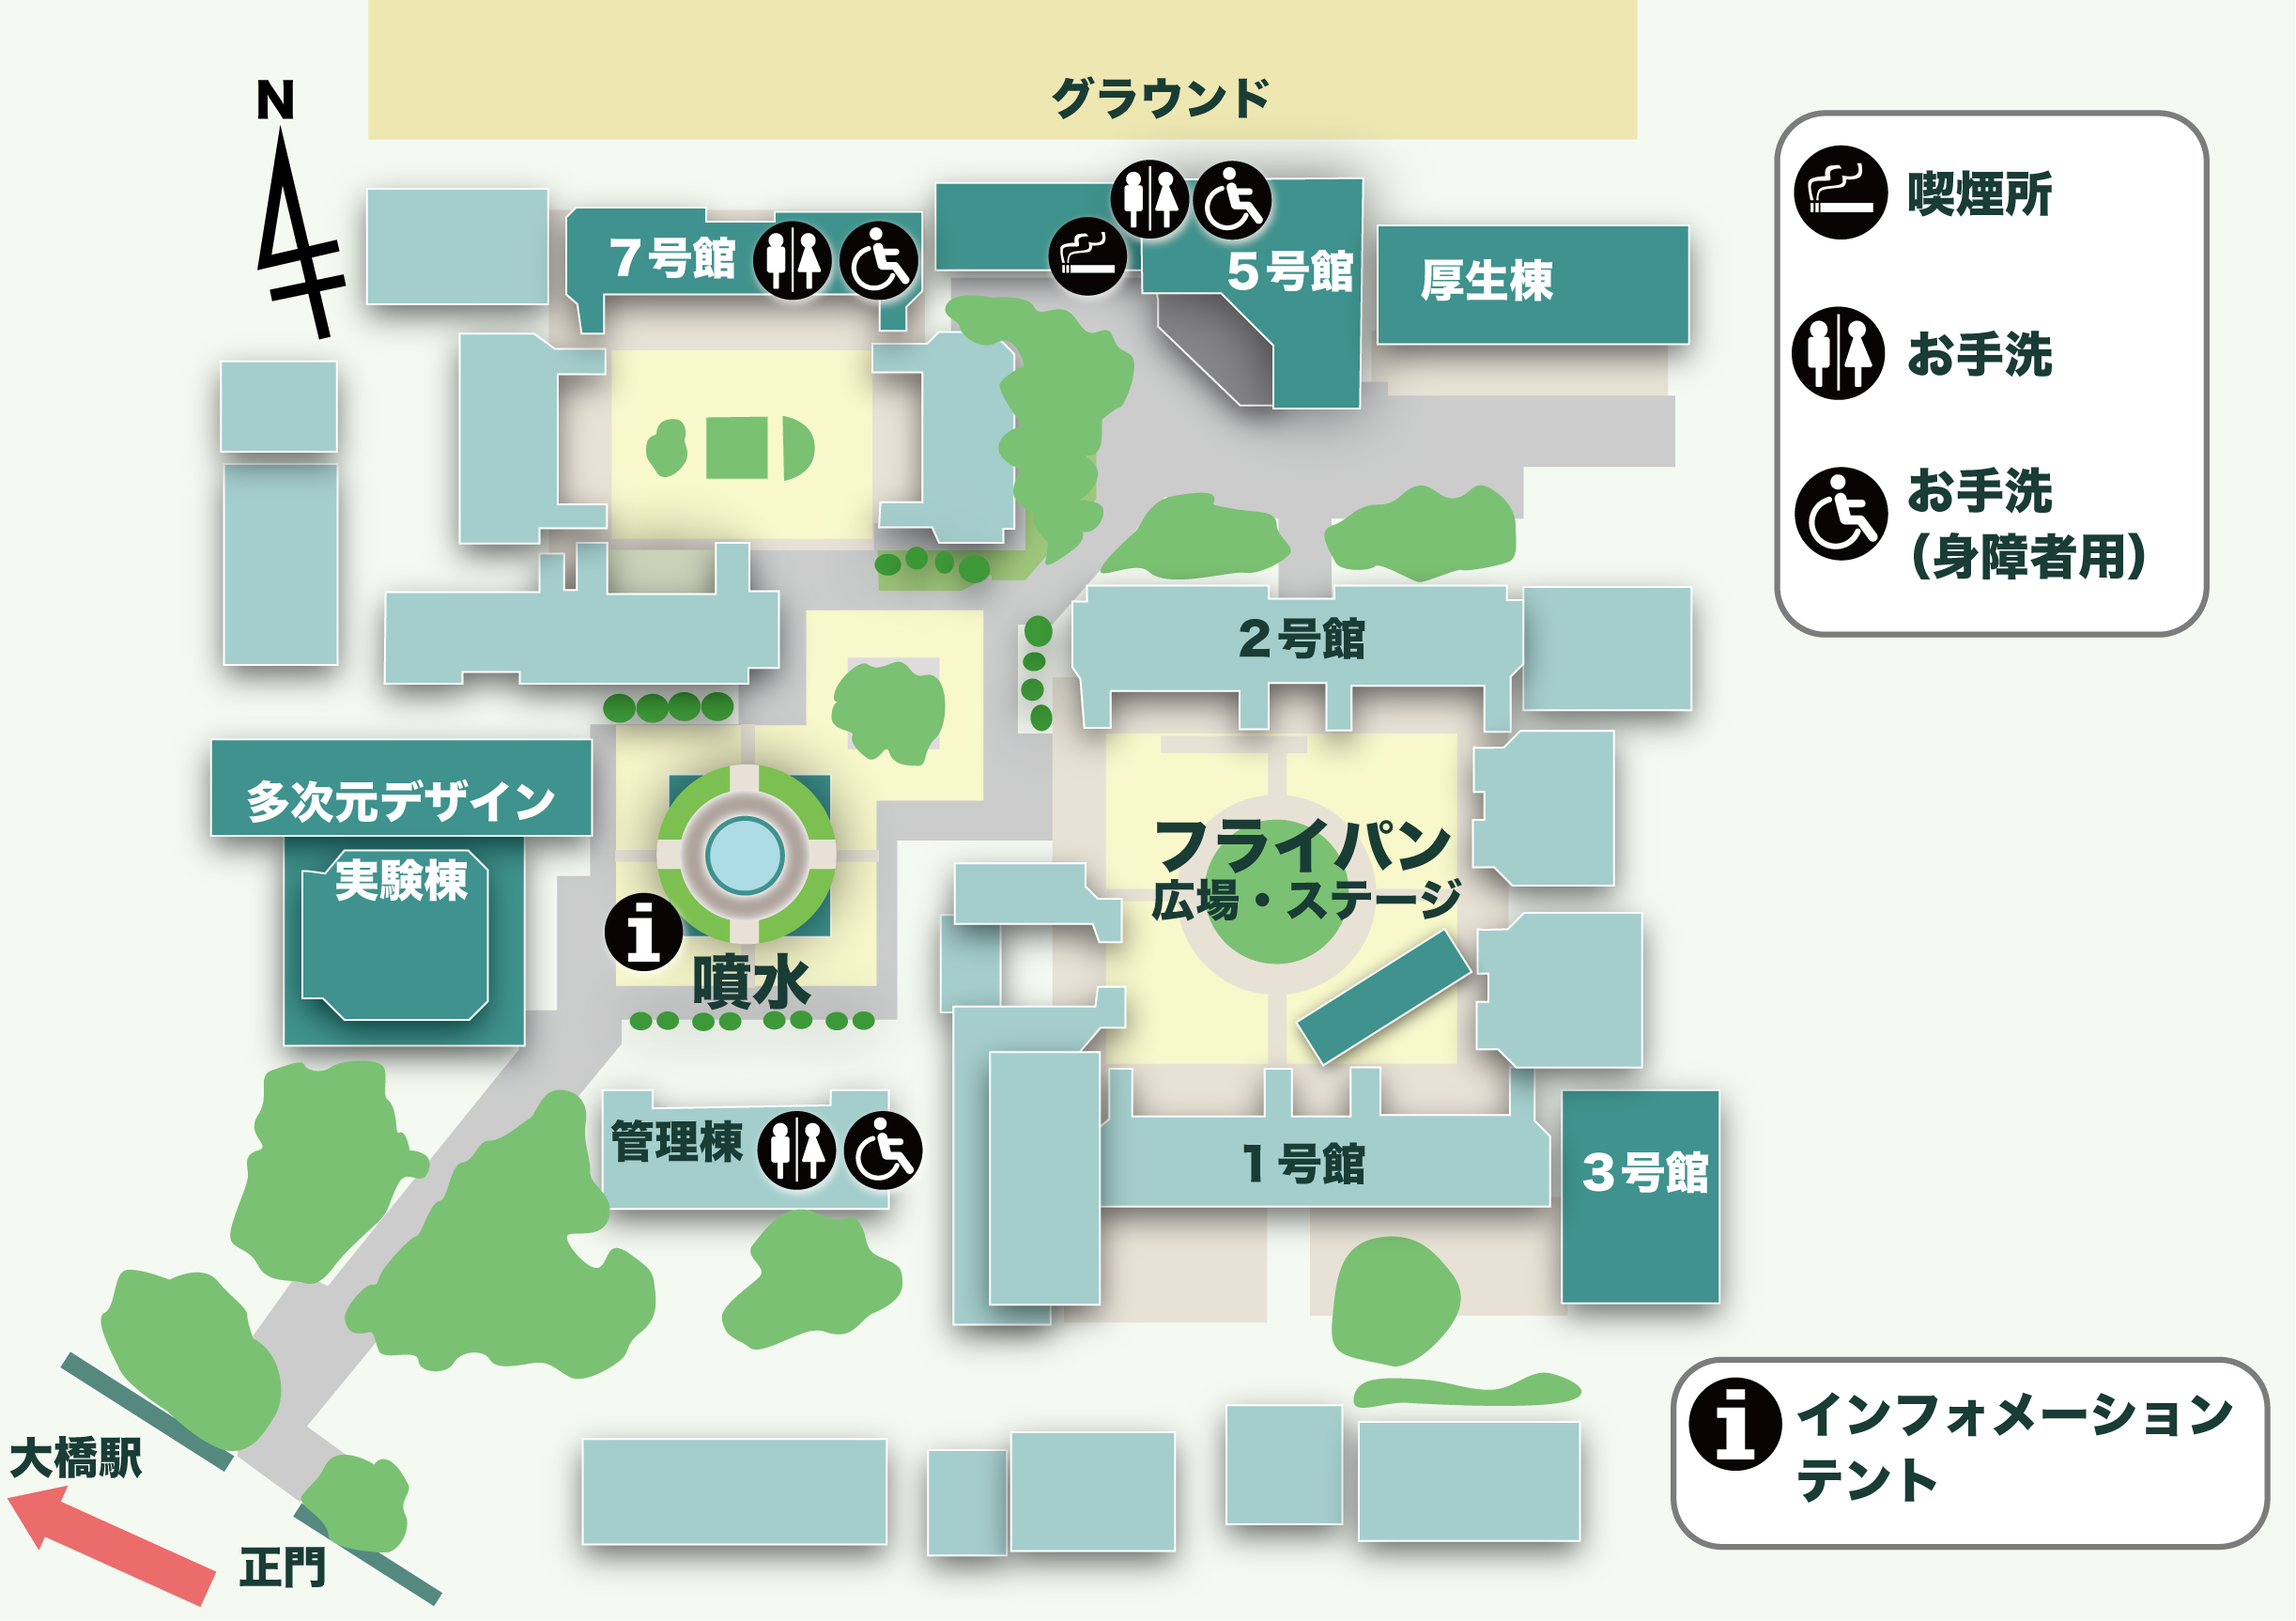 グラウンド
N
喫煙所
7号館
5号館
厚生棟
お手洗
お手洗
(身障者用)
2号館
多次元デザイン
実験棟
フライパン
広場・ステージ
噴水
管理棟
1号館
3号館
インフォメーション
テント
大橋駅
正門